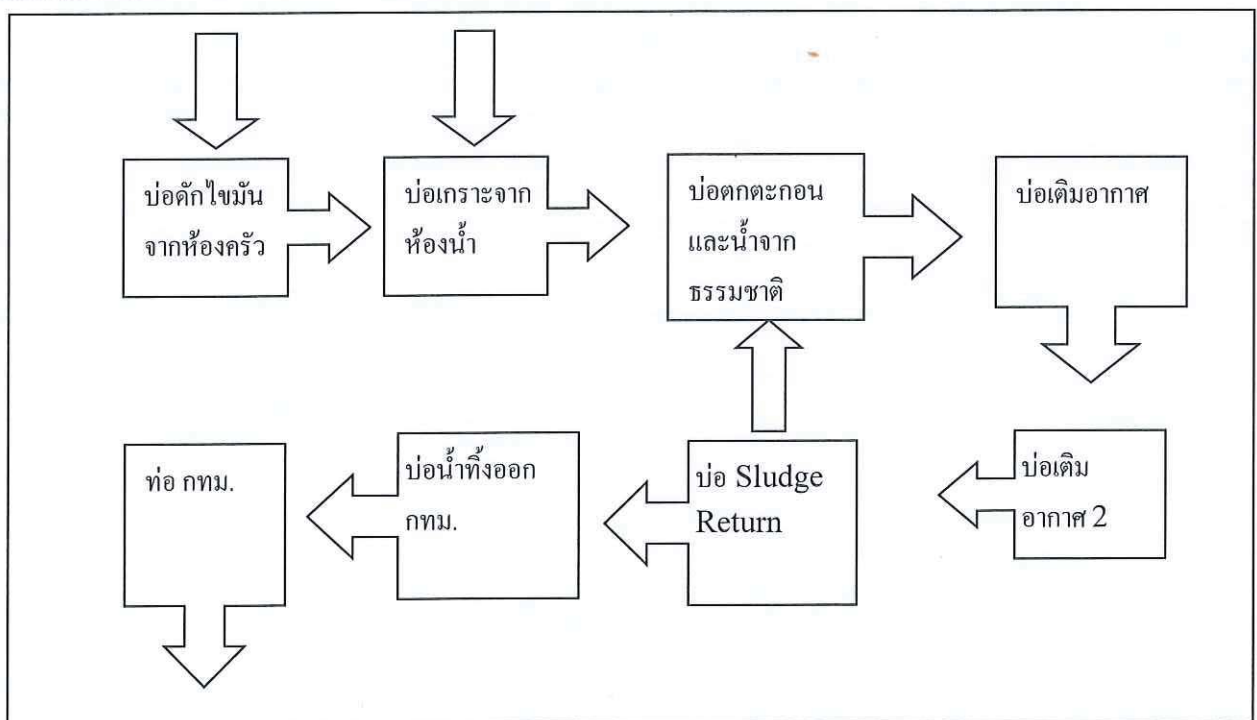 บ่อดักไขมัน
จากห้องครัว
บ่อเกราะจาก
ห้องน้ำ
บ่อตกตะกอน
และน้ำจาก
ธรรมชาติ
บ่อเติมอากาศ
ท่อ กทม.
บ่อน้ำทิ้งออก
กทม.
บ่อ Sludge
Return
บ่อเติม
อากาศ 2